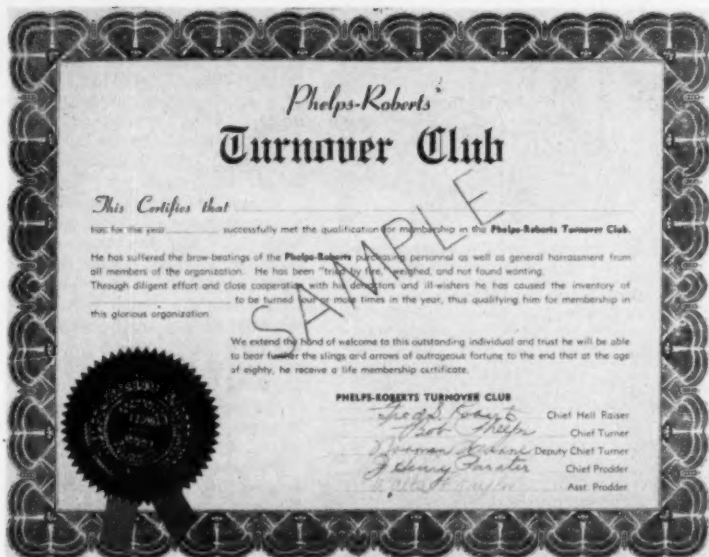 Phelps-Roberts'
Turnover Club
This Certifies that
has for the year successfully met the qualification for membership in the Phelps-Roberts Turnover Club.
He has suffered the brow-beatings of the Phelps-Roberts purchasing personnel as well as general harrassment from
all members of the organization. He has been "tried by fire," weighed, and not found wanting.
Through diligent effort and close cooperation with his detractors and ill-wishers he has caused the inventory of
to be turned four or more times in the year, thus qualifying him for membership in
this glorious organization
We extend the hand of welcome to this outstanding individual and trust he will be able
to bear further the slings and arrows of outrageous fortune to the end that at the age
of eighty, he receive a life membership certificate.
SAMPLE
PHELPS-ROBERTS TURNOVER CLUB
Roberts Chief Hell Raiser
Bob Phelps Chief Turner
Norman Deputy Chief Turner
J Henry Chief Prodder
Asst. Prodder